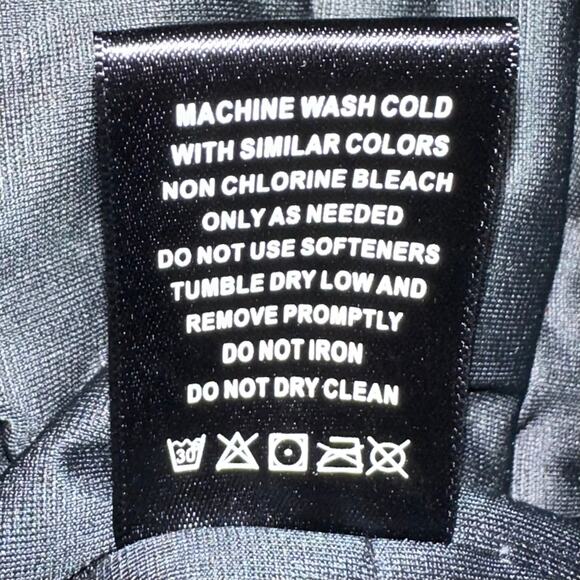 MACHINE WASH COLD
WITH SIMILAR COLORS
NON CHLORINE BLEACH
ONLY AS NEEDED
DO NOT USE SOFTENERS
TUMBLE DRY LOW AND
REMOVE PROMPTLY
DO NOT IRON
DO NOT DRY CLEAN
30